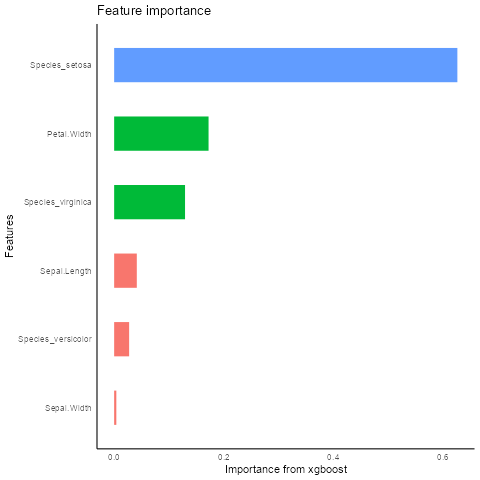 Feature importance
Species_setosa
Petal.Width
Species_virginica
Sepal.Length
Species_versicolor
Sepal.Width
Features
0.0 0.2 0.4 0.6
Importance from xgboost